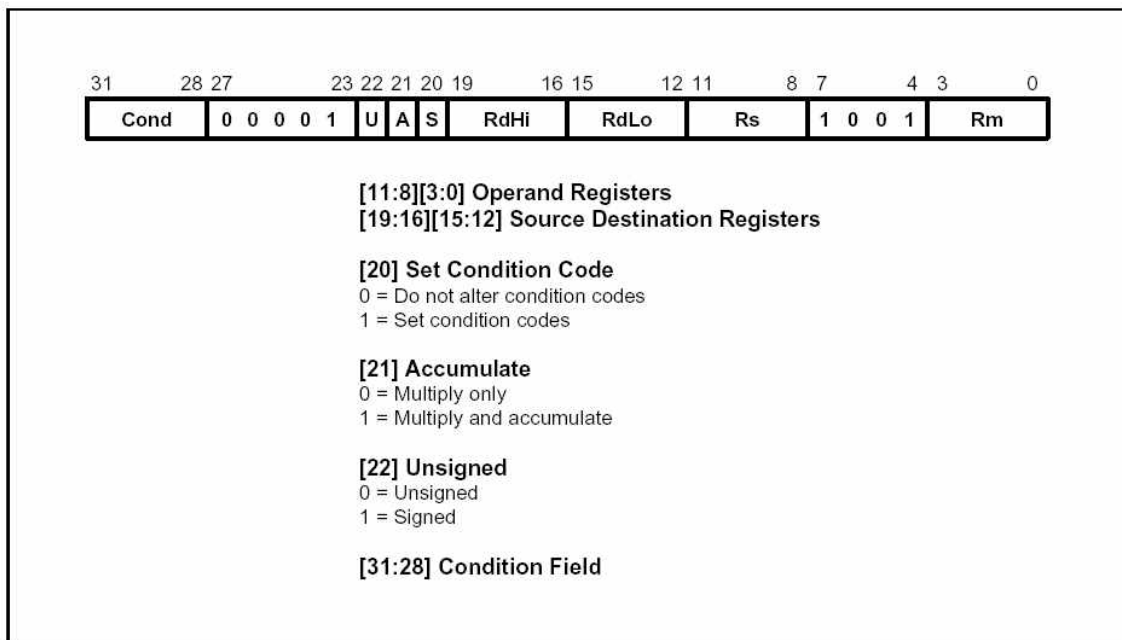 31 28 27 23 22 21 20 19 16 15 12 11 8 7 4 3 0
Cond 0 0 0 0 1 U A S RdHi RdLo Rs 1 0 0 1 Rm
[11:8][3:0] Operand Registers
[19:16][15:12] Source Destination Registers
[20] Set Condition Code
0 = Do not alter condition codes
1 = Set condition codes
[21] Accumulate
0 = Multiply only
1 = Multiply and accumulate
[22] Unsigned
0 = Unsigned
1 = Signed
[31:28] Condition Field